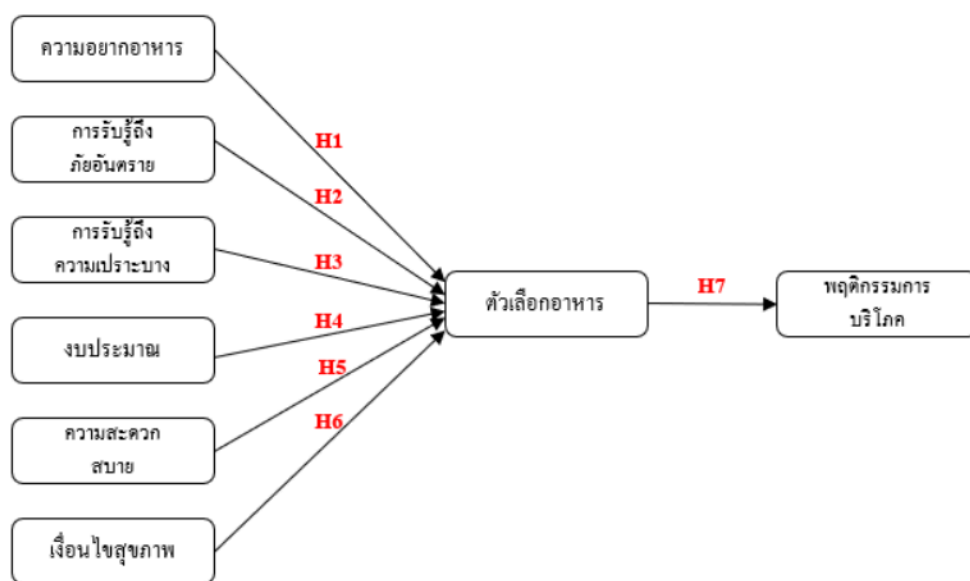 ความอยากอาหาร
H1
การรับรู้ถึง
ภัยอันตราย
H2
การรับรู้ถึง
ความเปราะบาง
H3
ตัวเลือกอาหาร
H7
พฤติกรรมการ
บริโภค
H4
งบประมาณ
H5
ความสะดวก
สบาย
H6
เงื่อนไขสุขภาพ